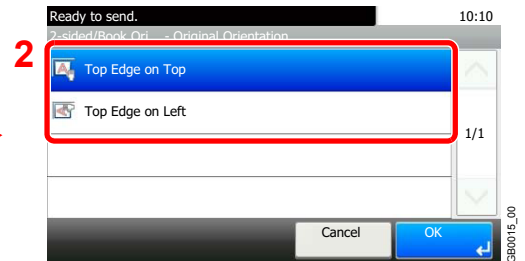 Ready to send. 10:10
2-sided/Book Ori... - Original Orientation
2
Top Edge on Top
Top Edge on Left
1/1
Cancel OK
GB0015_00